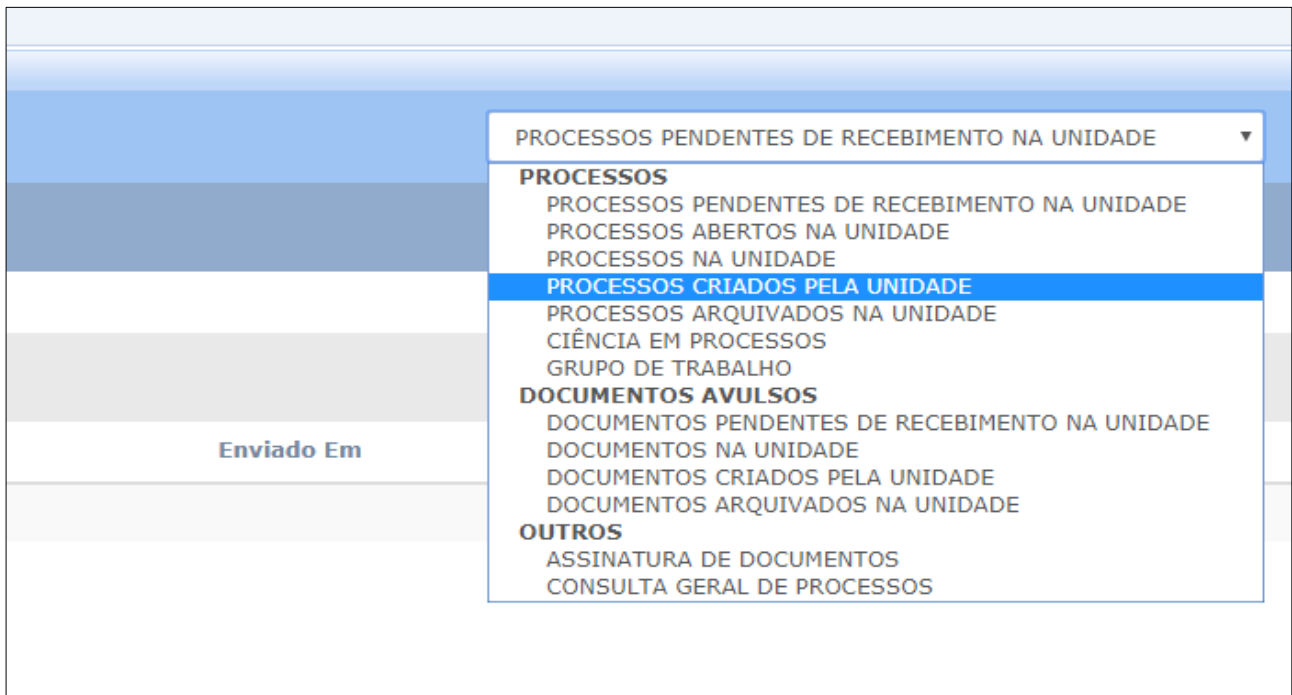 PROCESSOS PENDENTES DE RECEBIMENTO NA UNIDADE
PROCESSOS
PROCESSOS PENDENTES DE RECEBIMENTO NA UNIDADE
PROCESSOS ABERTOS NA UNIDADE
PROCESSOS NA UNIDADE
PROCESSOS CRIADOS PELA UNIDADE
PROCESSOS ARQUIVADOS NA UNIDADE
CIÊNCIA EM PROCESSOS
GRUPO DE TRABALHO
DOCUMENTOS AVULSOS
DOCUMENTOS PENDENTES DE RECEBIMENTO NA UNIDADE
DOCUMENTOS NA UNIDADE
DOCUMENTOS CRIADOS PELA UNIDADE
DOCUMENTOS ARQUIVADOS NA UNIDADE
OUTROS
ASSINATURA DE DOCUMENTOS
CONSULTA GERAL DE PROCESSOS
Enviado Em